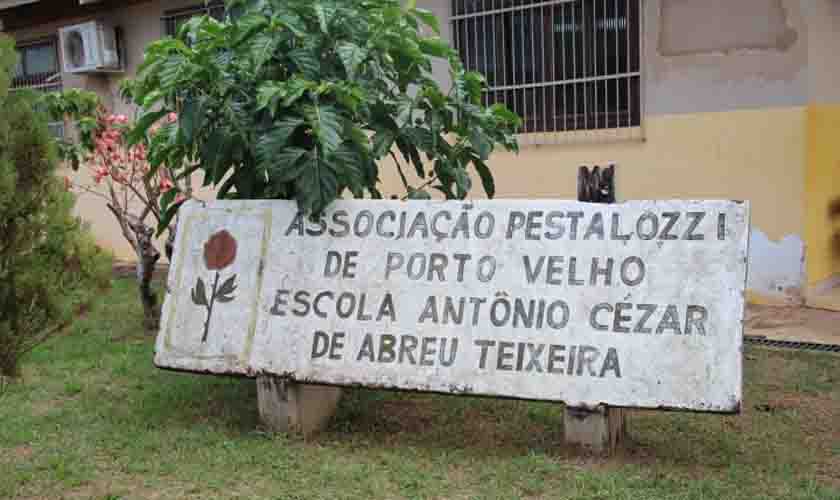 ASSOCIAÇÃO PESTALOZZI
DE PORTO VELHO
ESCOLA ANTÔNIO CÉZAR
DE ABREU TEIXEIRA